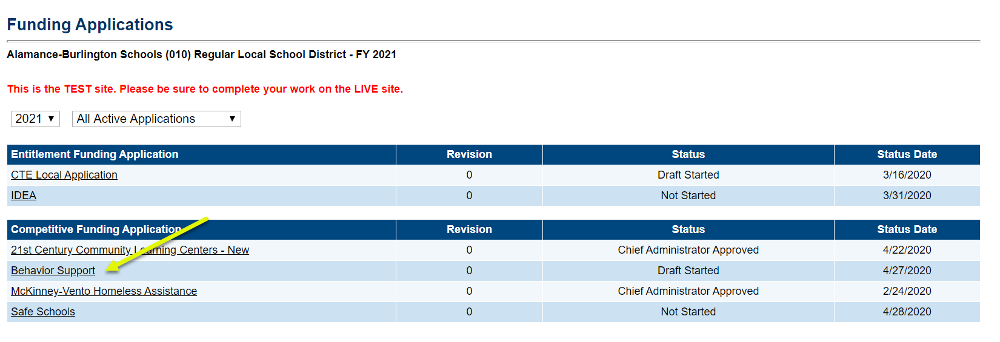 Funding Applications
Alamance-Burlington Schools (010) Regular Local School District - FY 2021
This is the TEST site. Please be sure to complete your work on the LIVE site.
2021 All Active Applications
Entitlement Funding Application Revision Status Status Date
CTE Local Application 0 Draft Started 3/16/2020
IDEA 0 Not Started 3/31/2020
Competitive Funding Application Revision Status Status Date
21st Century Community Learning Centers - New 0 Chief Administrator Approved 4/22/2020
Behavior Support 0 Draft Started 4/27/2020
McKinney-Vento Homeless Assistance 0 Chief Administrator Approved 2/24/2020
Safe Schools 0 Not Started 4/28/2020